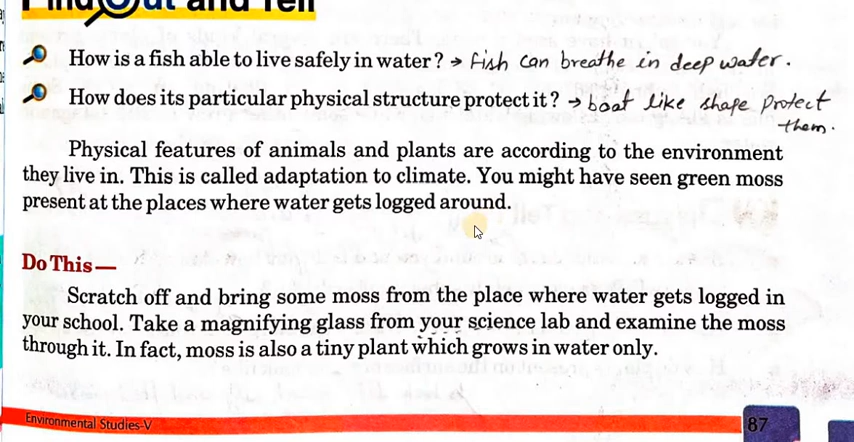 Find Out and Tell
How is a fish able to live safely in water? → Fish can breathe in deep water.
How does its particular physical structure protect it? → boat like shape protect
them.
Physical features of animals and plants are according to the environment
they live in. This is called adaptation to climate. You might have seen green moss
present at the places where water gets logged around.
Do This—
Scratch off and bring some moss from the place where water gets logged in
your school. Take a magnifying glass from your science lab and examine the moss
through it. In fact, moss is also a tiny plant which grows in water only.
Environmental Studies-V
87